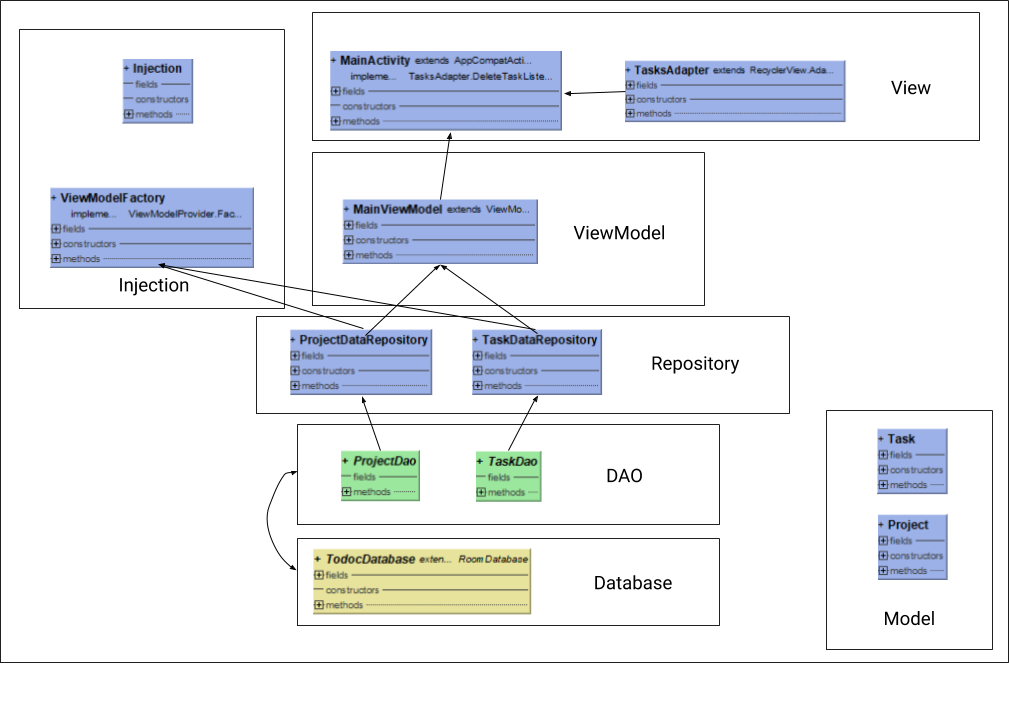 + Injection
fields
constructors
methods
+ ViewModelFactory
impleme... ViewModelProvider.Fac...
fields
constructors
methods
Injection
+ MainActivity extends AppCompatActi...
impleme... TasksAdapter.DeleteTaskListe...
fields
constructors
methods
+ TasksAdapter extends RecyclerView.Ada...
fields
constructors
methods
View
+ MainViewModel extends ViewMo...
fields
constructors
methods
ViewModel
+ ProjectDataRepository
fields
constructors
methods
+ TaskDataRepository
fields
constructors
methods
Repository
+ ProjectDao
fields
methods
+ TaskDao
fields
methods
DAO
+ TodocDatabase exten... RoomDatabase
fields
constructors
methods
Database
+ Task
fields
constructors
methods
+ Project
fields
constructors
methods
Model